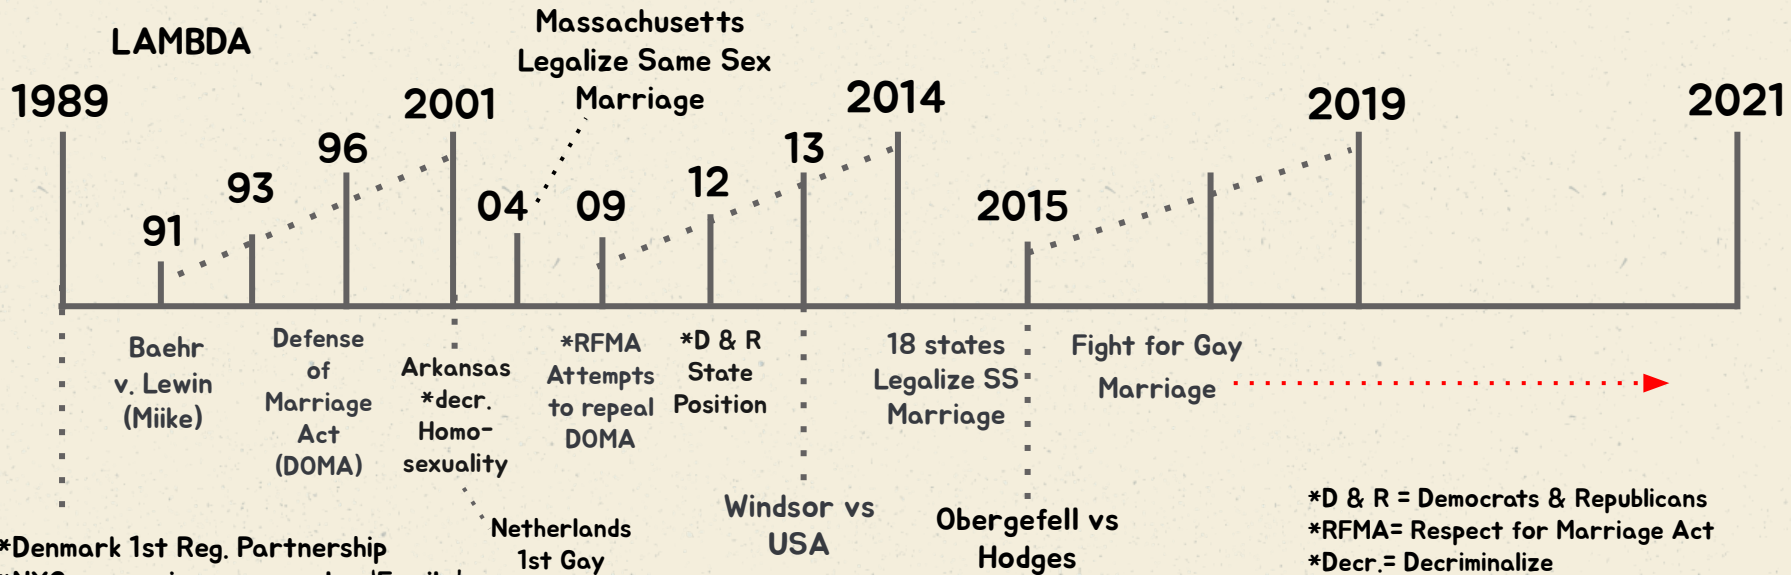 LAMBDA
Massachusetts
Legalize Same Sex
Marriage
1989
91
93
96
2001
04
09
12
13
2014
2015
2019
2021
Baehr
v. Lewin
(Miike)
Defense
of
Marriage
Act
(DOMA)
Arkansas
*decr.
Homo-
sexuality
Netherlands
1st Gay
*RFMA
Attempts
to repeal
DOMA
*D & R
State
Position
Windsor vs
USA
18 states
Legalize SS
Marriage
Obergefell vs
Hodges
Fight for Gay
Marriage
*Denmark 1st Reg. Partnership
*D & R = Democrats & Republicans
*RFMA= Respect for Marriage Act
*Decr.= Decriminalize